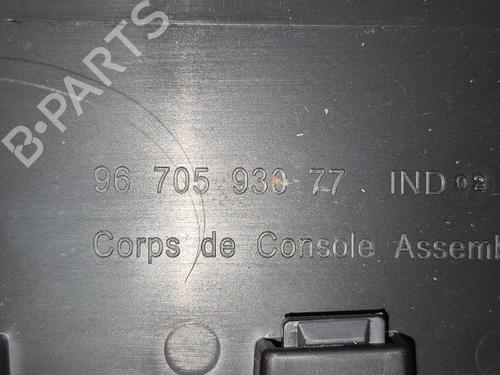 B-PARTS
96 705 930 77 IND 02
Corps de Console Assemb